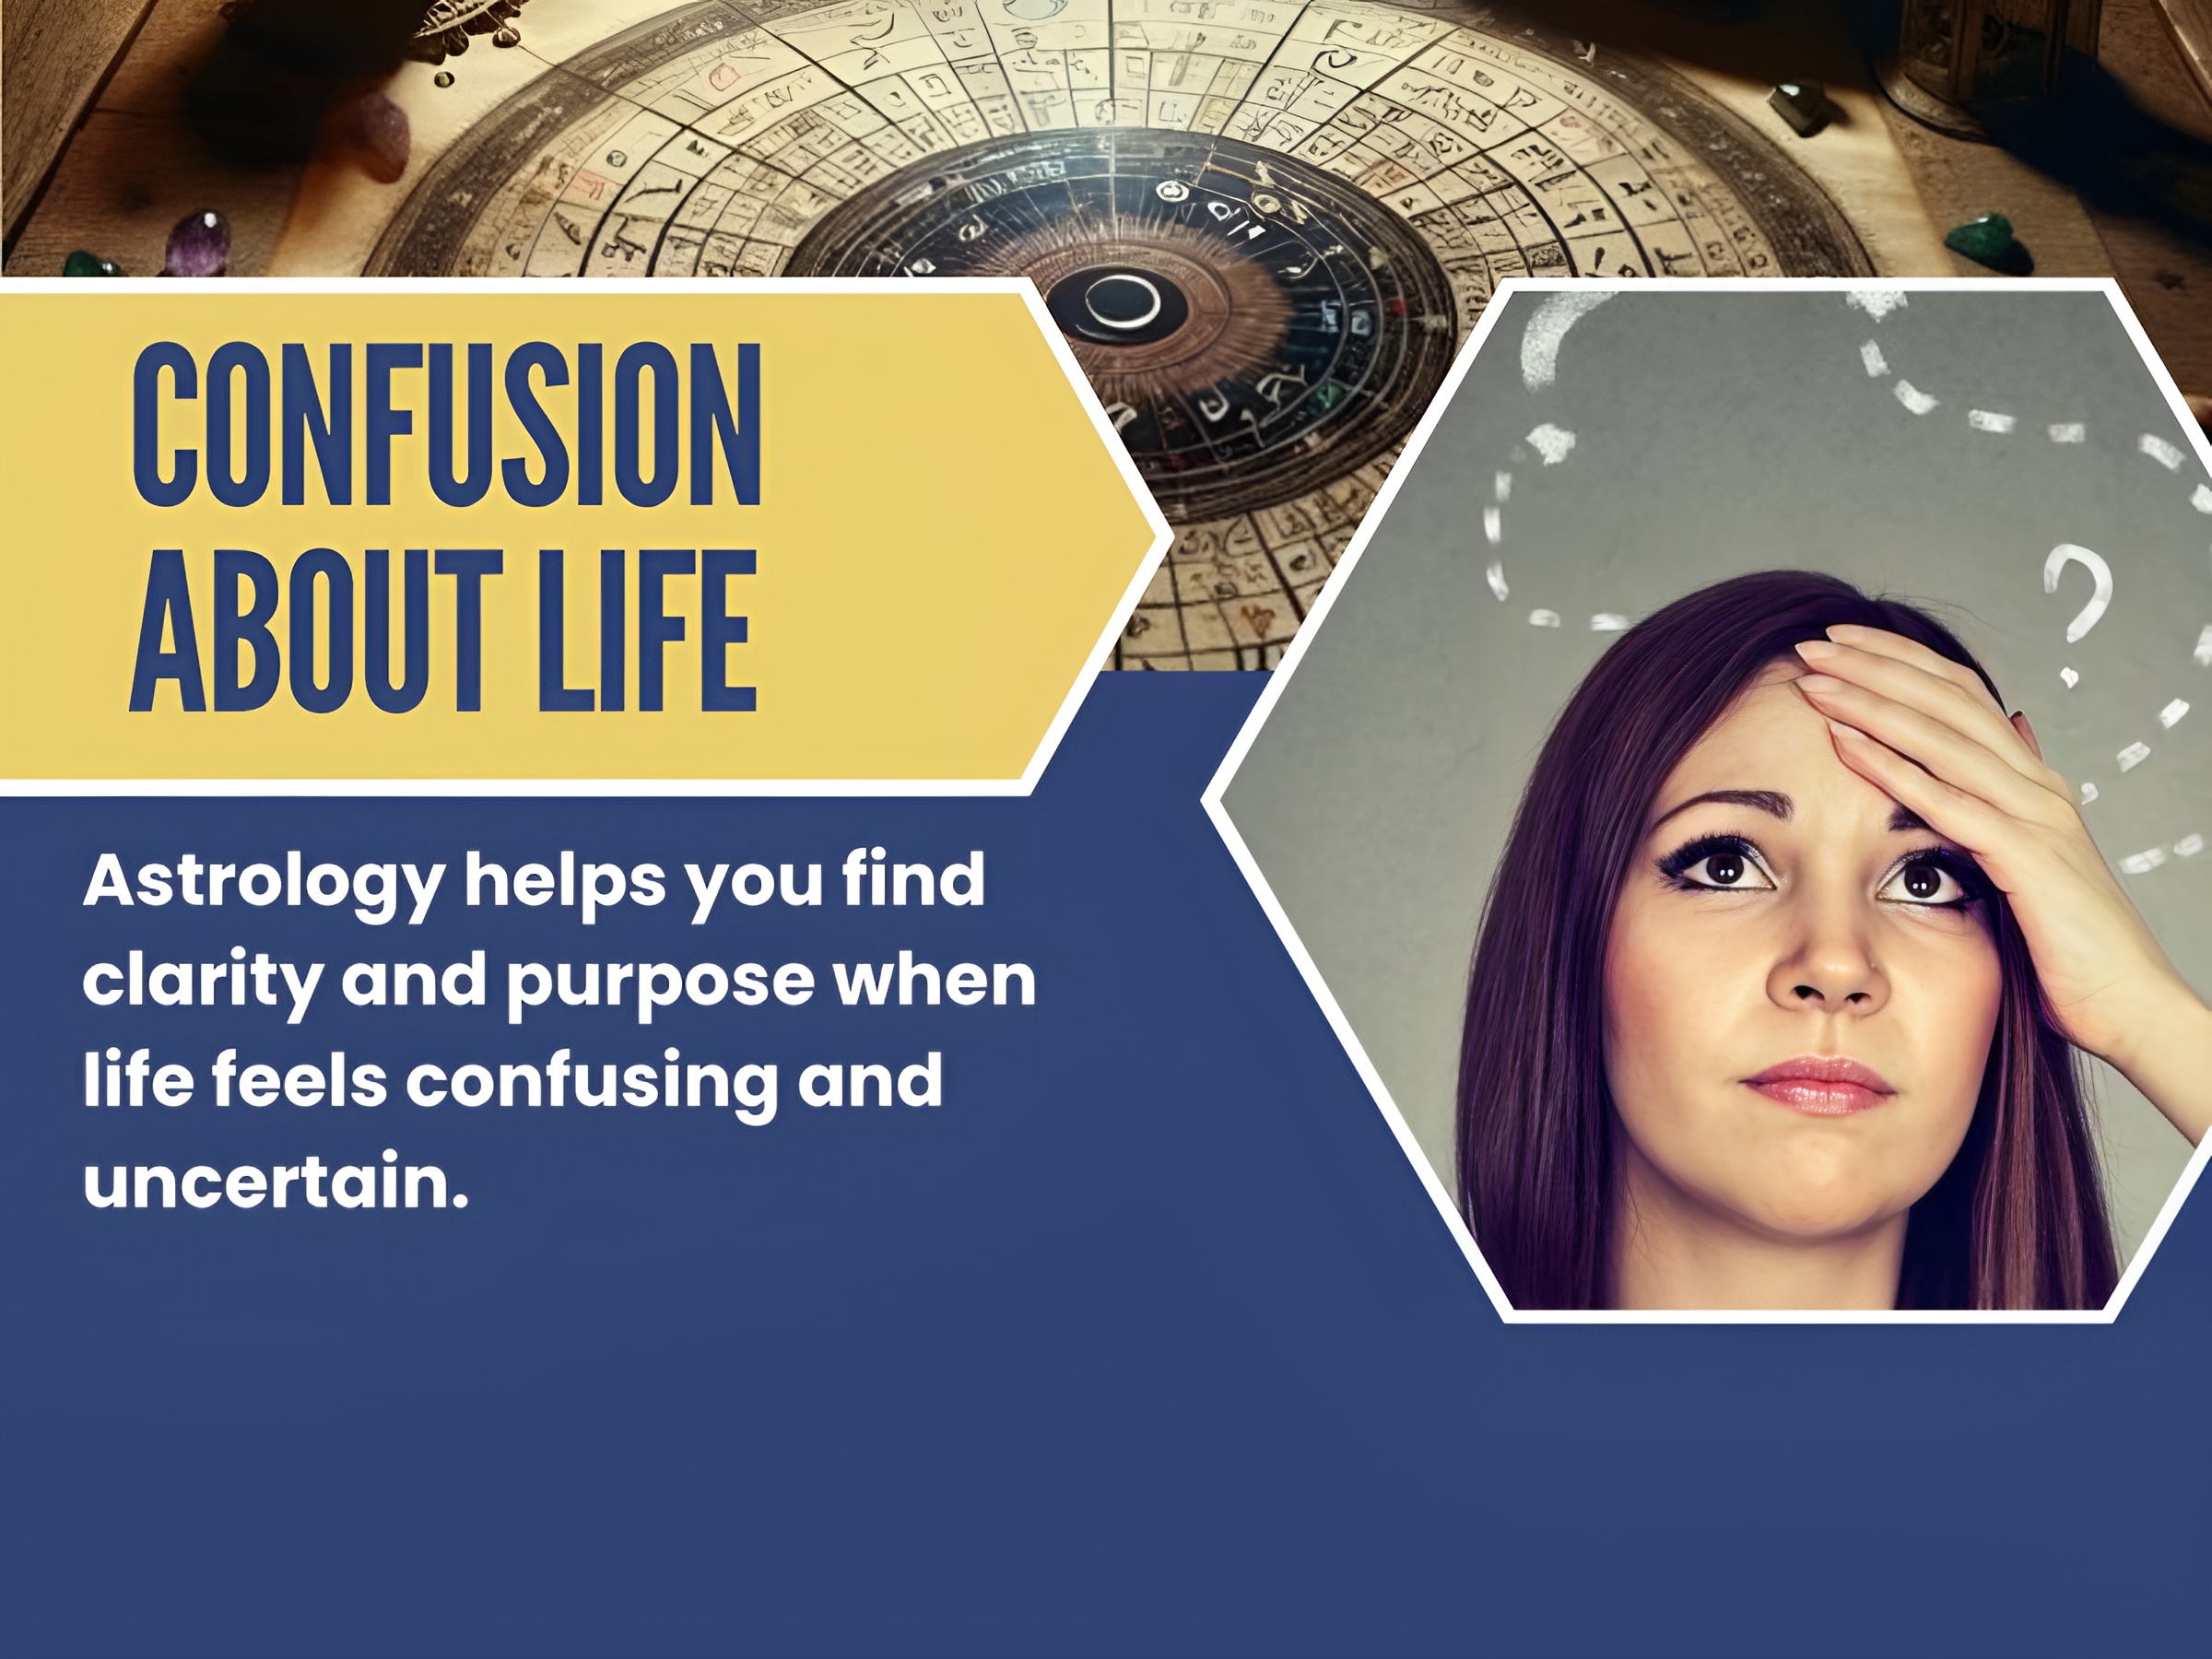 CONFUSION
ABOUT LIFE
Astrology helps you find
clarity and purpose when
life feels confusing and
uncertain.
?